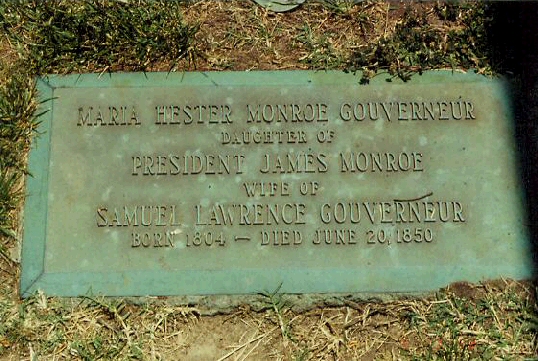 MARIA HESTER MONROE GOUVERNEUR
DAUGHTER OF
PRESIDENT JAMES MONROE
WIFE OF
SAMUEL LAWRENCE GOUVERNEUR
BORN 1804 — DIED JUNE 20, 1850